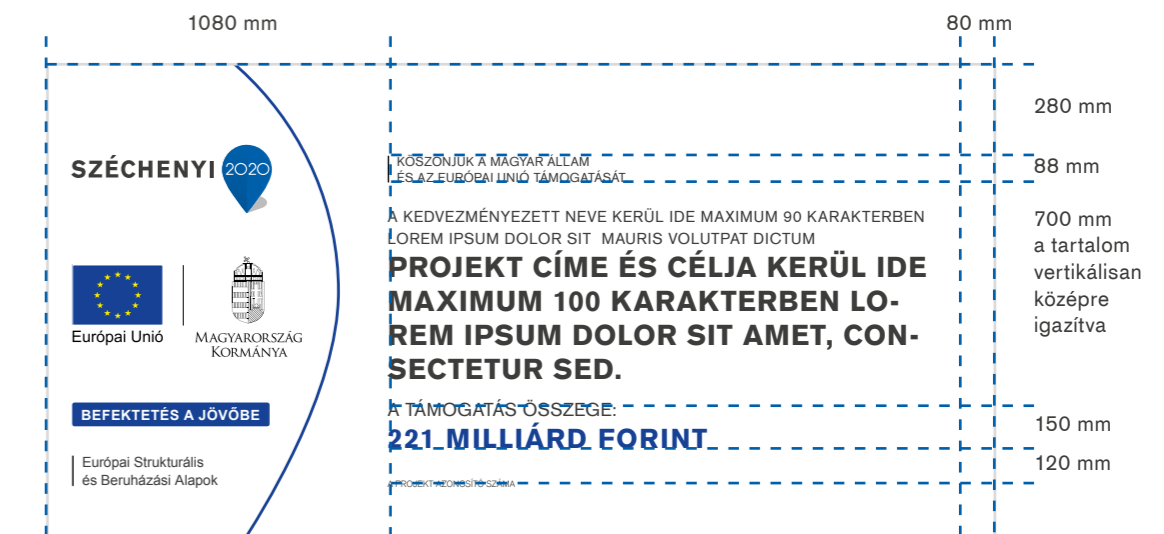 1080 mm
80 mm
280 mm
SZÉCHENYI 2020
KÖSZÖNJÜK A MAGYAR ÁLLAM
ÉS AZ EURÓPAI UNIÓ TÁMOGATÁSÁT
88 mm
A KEDVEZMÉNYEZETT NEVE KERÜL IDE MAXIMUM 90 KARAKTERBEN
LOREM IPSUM DOLOR SIT MAURIS VOLUTPAT DICTUM
700 mm
a tartalom
vertikálisan
középre
igazítva
PROJEKT CÍME ÉS CÉLJA KERÜL IDE
MAXIMUM 100 KARAKTERBEN LO-
REM IPSUM DOLOR SIT AMET, CON-
SECTETUR SED.
Európai Unió
MAGYARORSZÁG
KORMÁNYA
BEFEKTETÉS A JÖVŐBE
A TÁMOGATÁS ÖSSZEGE:
221 MILLIÁRD FORINT
150 mm
Európai Strukturális
és Beruházási Alapok
120 mm
A PROJEKT AZONOSÍTÓ SZÁMA